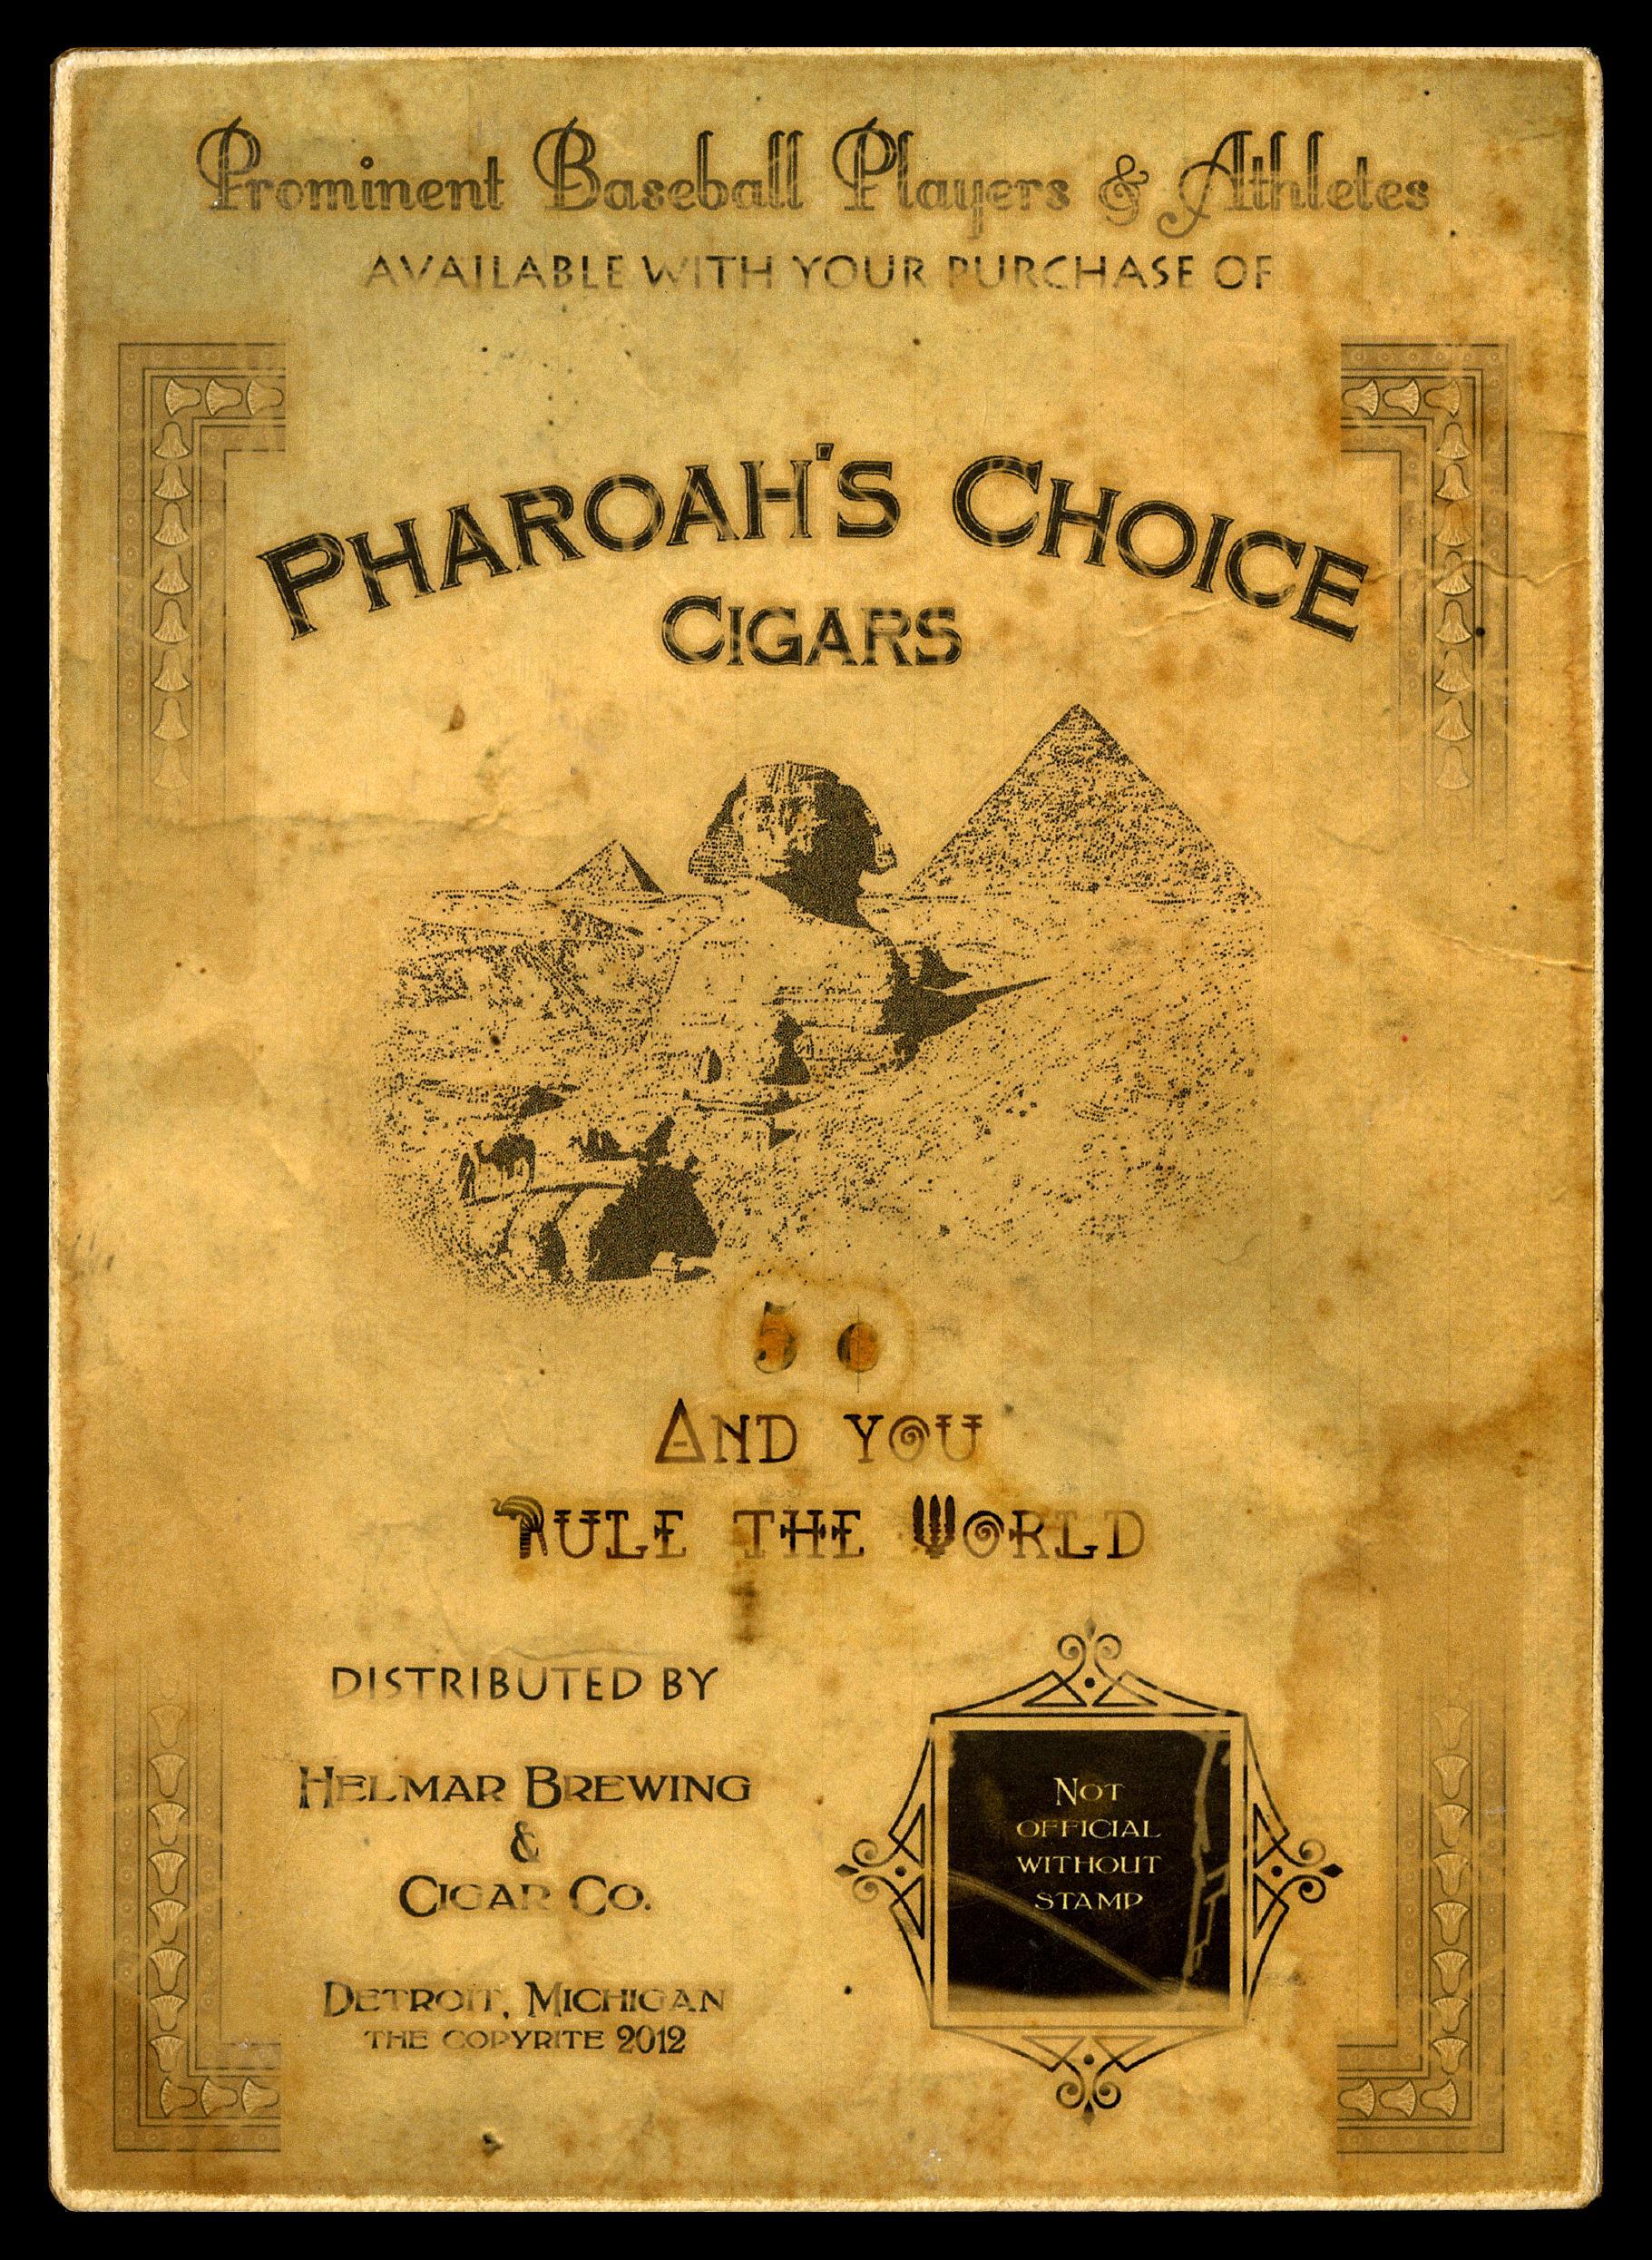 Prominent Baseball Players & Athletes
AVAILABLE WITH YOUR PURCHASE OF
PHAROAH'S CHOICE
CIGARS
5 ¢
AND YOU
RULE THE WORLD
DISTRIBUTED BY
HELMAR BREWING
&
CIGAR CO.
DETROIT, MICHIGAN
THE COPYRITE 2012
NOT
OFFICIAL
WITHOUT
STAMP